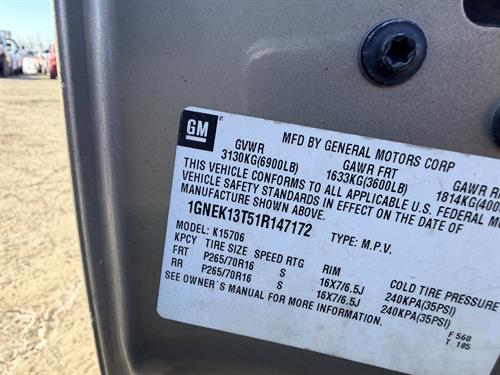 GM
MFD BY GENERAL MOTORS CORP
GVWR GAWR FRT GAWR
3130KG(6900LB) 1633KG(3600LB) 1814KG(400
THIS VEHICLE CONFORMS TO ALL APPLICABLE U.S. FEDERAL
VEHICLE SAFETY STANDARDS IN EFFECT ON THE DATE OF
MANUFACTURE SHOWN ABOVE.
1GNEK13T51R147172 TYPE: M.P.V.
MODEL: K15706
KPCY TIRE SIZE SPEED RTG RIM COLD TIRE PRESSURE
FRT P265/70R16 S 16X7/6.5J 240KPA(35PSI)
RR P265/70R16 S 16X7/6.5J 240KPA(35PSI)
SEE OWNER´S MANUAL FOR MORE INFORMATION.
F 560
T 185